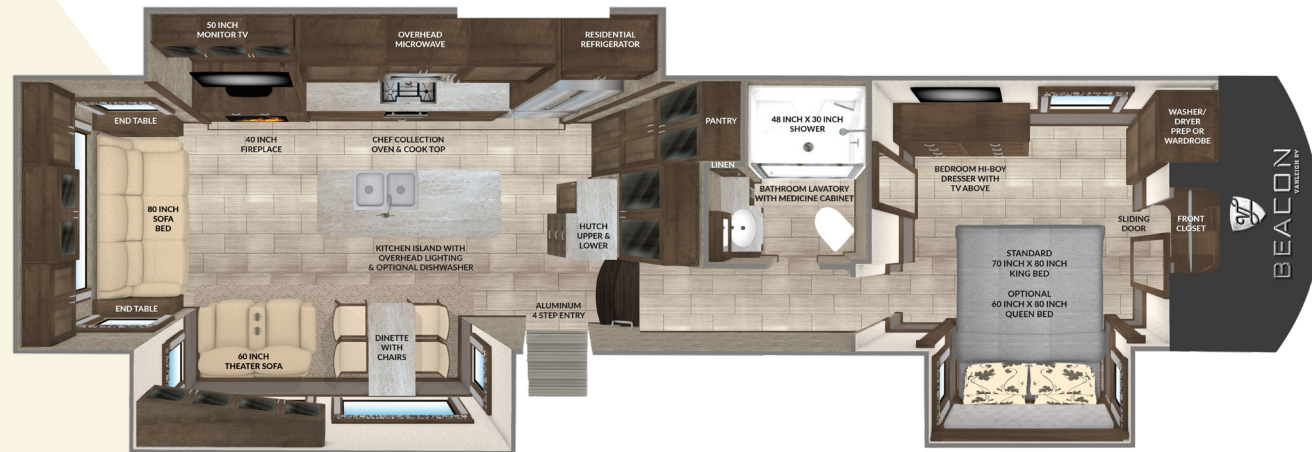 50 INCH
MONITOR TV
OVERHEAD
MICROWAVE
RESIDENTIAL
REFRIGERATOR
END TABLE
40 INCH
FIREPLACE
CHEF COLLECTION
OVEN & COOK TOP
PANTRY
48 INCH X 30 INCH
SHOWER
WASHER/
DRYER
PREP OR
WARDROBE
LINEN
BATHROOM LAVATORY
WITH MEDICINE CABINET
BEDROOM HI-BOY
DRESSER WITH
TV ABOVE
80 INCH
SOFA
BED
HUTCH
UPPER &
LOWER
SLIDING
DOOR
FRONT
CLOSET
KITCHEN ISLAND WITH
OVERHEAD LIGHTING
& OPTIONAL DISHWASHER
STANDARD
70 INCH X 80 INCH
KING BED
OPTIONAL
60 INCH X 80 INCH
QUEEN BED
END TABLE
ALUMINUM
4 STEP ENTRY
60 INCH
THEATER SOFA
DINETTE
WITH
CHAIRS
BEACON
VANLEIGH RV